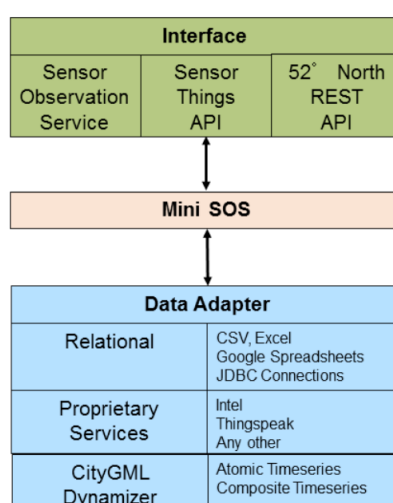 Interface
Sensor
Observation
Service
Sensor
Things
API
52° North
REST
API
Mini SOS
Data Adapter
Relational
CSV, Excel
Google Spreadsheets
JDBC Connections
Proprietary
Services
Intel
Thingspeak
Any other
CityGML
Dynamizer
Atomic Timeseries
Composite Timeseries